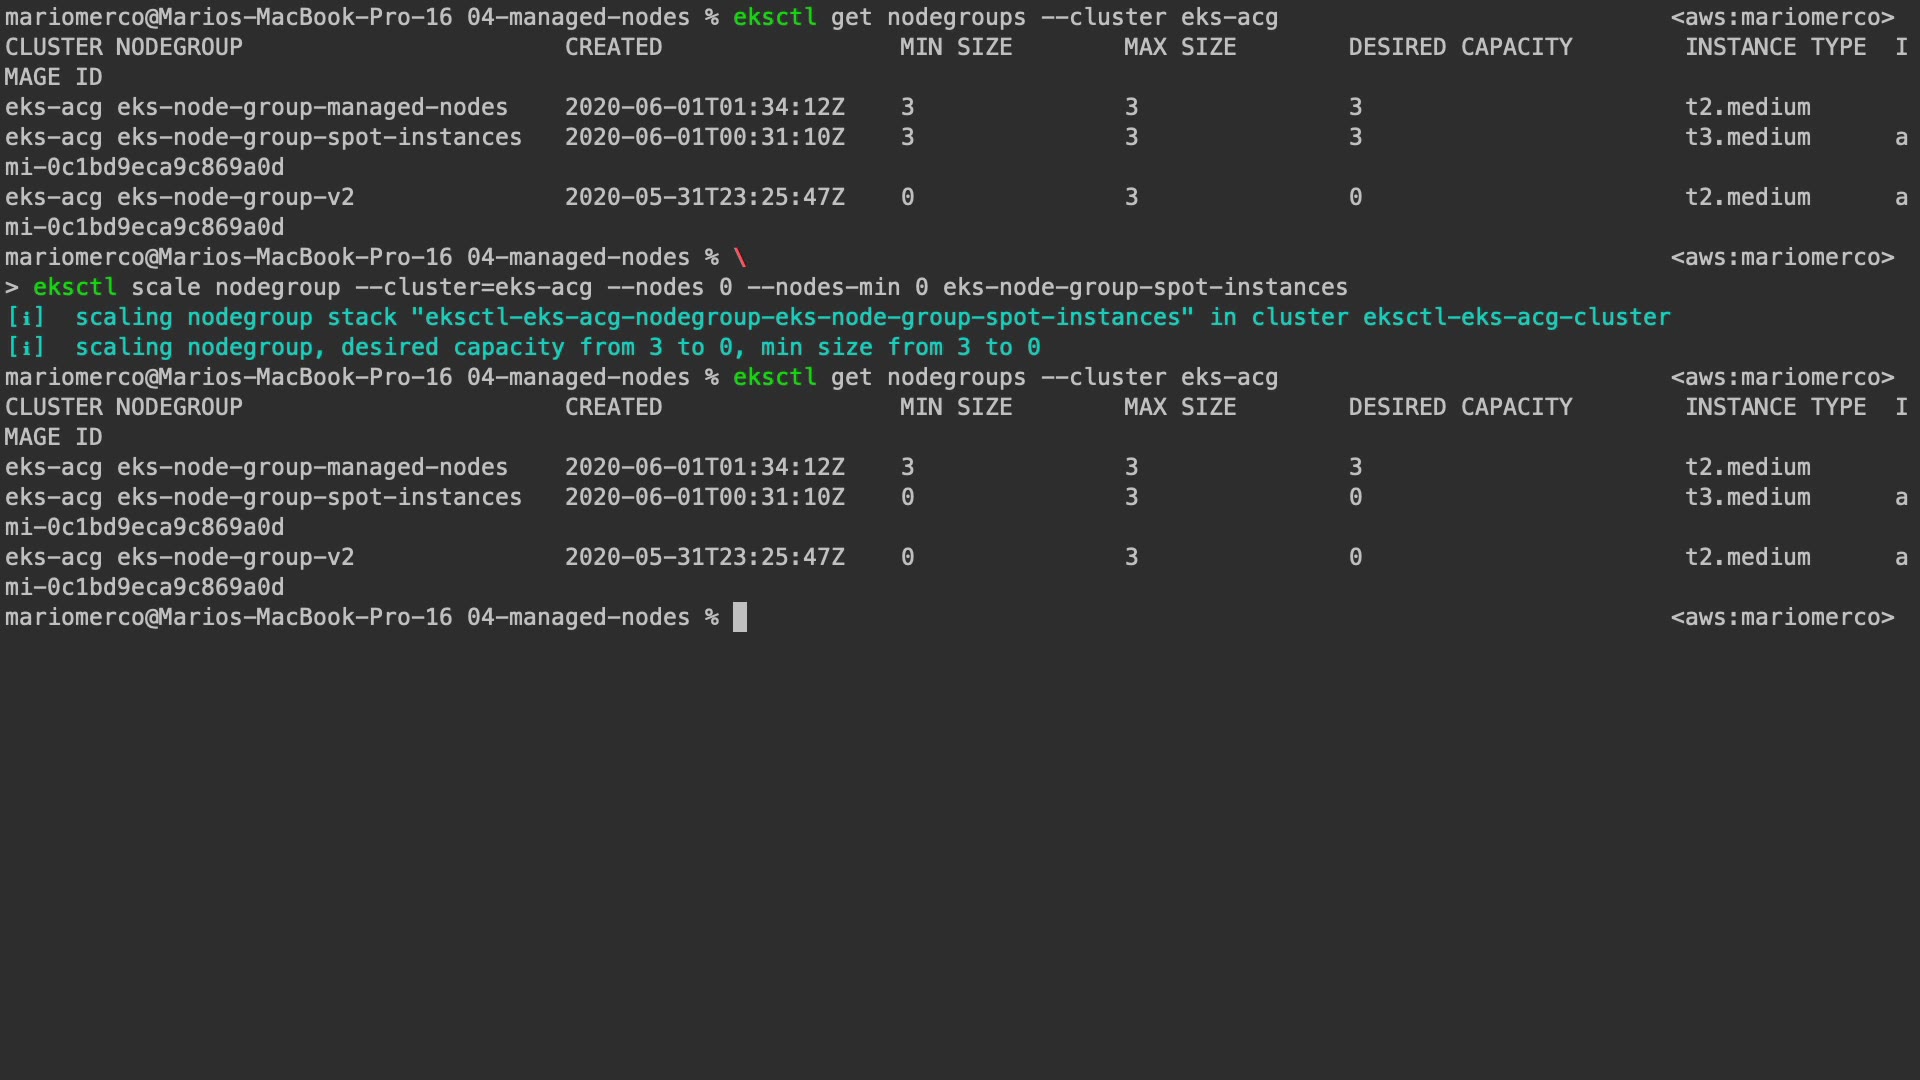 mariomerco@Marios-MacBook-Pro-16 04-managed-nodes % eksctl get nodegroups --cluster eks-acg <aws:mariomerco>
CLUSTER NODEGROUP CREATED MIN SIZE MAX SIZE DESIRED CAPACITY INSTANCE TYPE I
MAGE ID
eks-acg eks-node-group-managed-nodes 2020-06-01T01:34:12Z 3 3 3 t2.medium
eks-acg eks-node-group-spot-instances 2020-06-01T00:31:10Z 3 3 3 t3.medium a
mi-0c1bd9eca9c869a0d
eks-acg eks-node-group-v2 2020-05-31T23:25:47Z 0 3 0 t2.medium a
mi-0c1bd9eca9c869a0d
mariomerco@Marios-MacBook-Pro-16 04-managed-nodes % \ <aws:mariomerco>
> eksctl scale nodegroup --cluster=eks-acg --nodes 0 --nodes-min 0 eks-node-group-spot-instances
[ℹ]  scaling nodegroup stack "eksctl-eks-acg-nodegroup-eks-node-group-spot-instances" in cluster eksctl-eks-acg-cluster
[ℹ]  scaling nodegroup, desired capacity from 3 to 0, min size from 3 to 0
mariomerco@Marios-MacBook-Pro-16 04-managed-nodes % eksctl get nodegroups --cluster eks-acg <aws:mariomerco>
CLUSTER NODEGROUP CREATED MIN SIZE MAX SIZE DESIRED CAPACITY INSTANCE TYPE I
MAGE ID
eks-acg eks-node-group-managed-nodes 2020-06-01T01:34:12Z 3 3 3 t2.medium
eks-acg eks-node-group-spot-instances 2020-06-01T00:31:10Z 0 3 0 t3.medium a
mi-0c1bd9eca9c869a0d
eks-acg eks-node-group-v2 2020-05-31T23:25:47Z 0 3 0 t2.medium a
mi-0c1bd9eca9c869a0d
mariomerco@Marios-MacBook-Pro-16 04-managed-nodes % <aws:mariomerco>